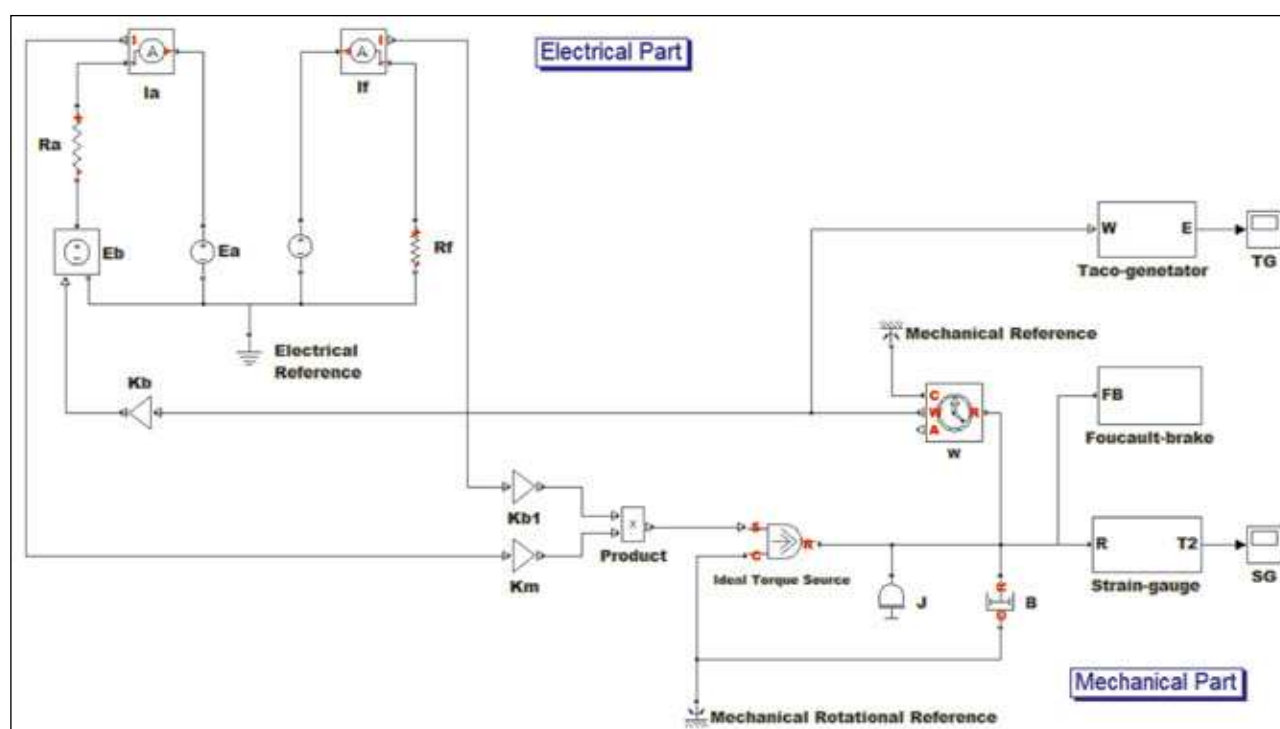 Electrical Part
I
A
Ia
A
I
If
Ra
Eb
Ea
Rf
Electrical
Reference
Kb
W
E
Taco-genetator
TG
Mechanical Reference
C
W
R
A
W
FB
Foucault-brake
Kb1
Km
x
Product
S
C
R
Ideal Torque Source
J
B
R
T2
Strain-gauge
SG
Mechanical Part
Mechanical Rotational Reference